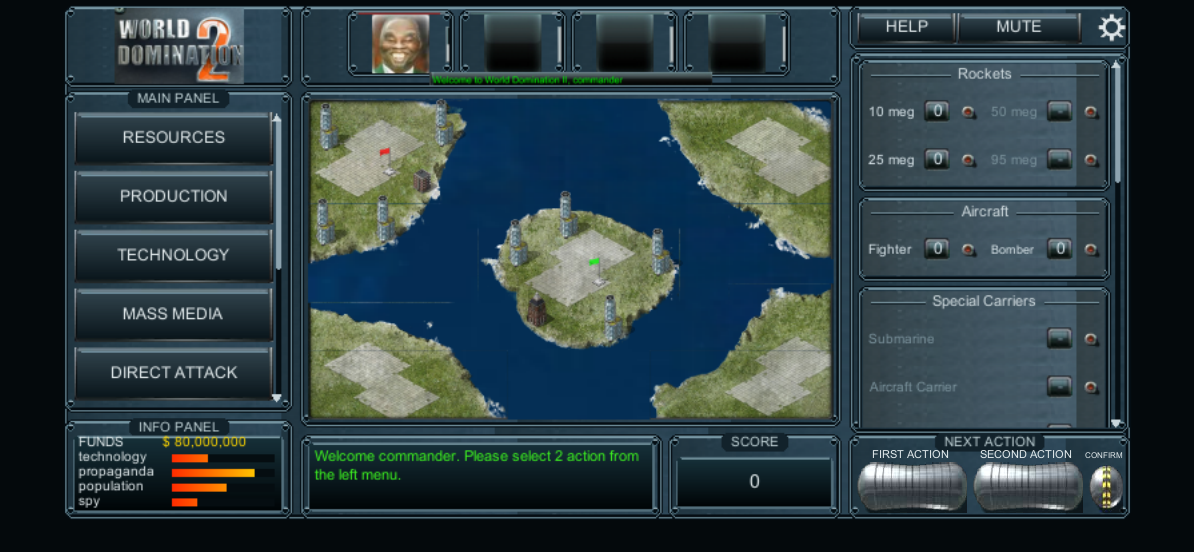 WORLD
DOMINATION
2
Welcome to World Domination II, commander
HELP
MUTE
MAIN PANEL
RESOURCES
PRODUCTION
TECHNOLOGY
MASS MEDIA
DIRECT ATTACK
Rockets
10 meg 0 50 meg -
25 meg 0 95 meg -
Aircraft
Fighter 0 Bomber 0
Special Carriers
Submarine -
Aircraft Carrier -
INFO PANEL
FUNDS $ 80,000,000
technology
propaganda
population
spy
Welcome commander. Please select 2 action from
the left menu.
SCORE
0
NEXT ACTION
FIRST ACTION SECOND ACTION CONFIRM